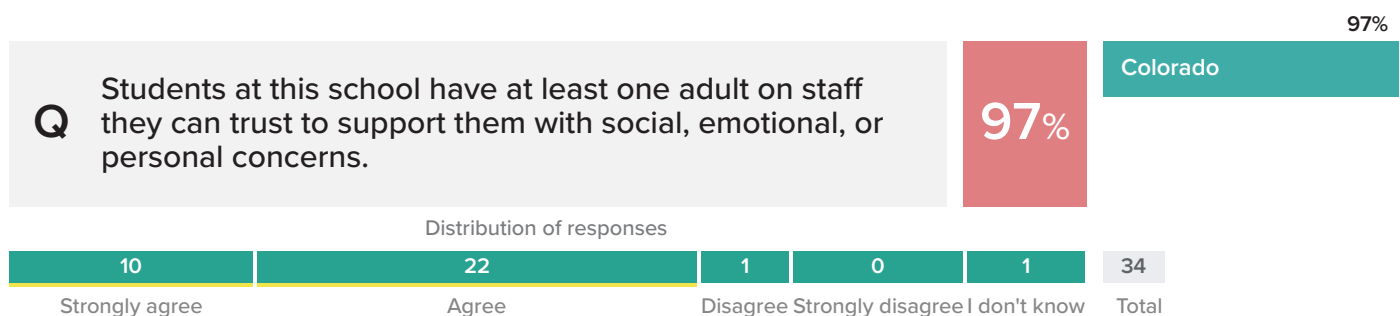 97%
Colorado
Q
Students at this school have at least one adult on staff
they can trust to support them with social, emotional, or
personal concerns.
97%
Distribution of responses
10 22 1 0 1 34
Strongly agree Agree Disagree Strongly disagree I don't know Total